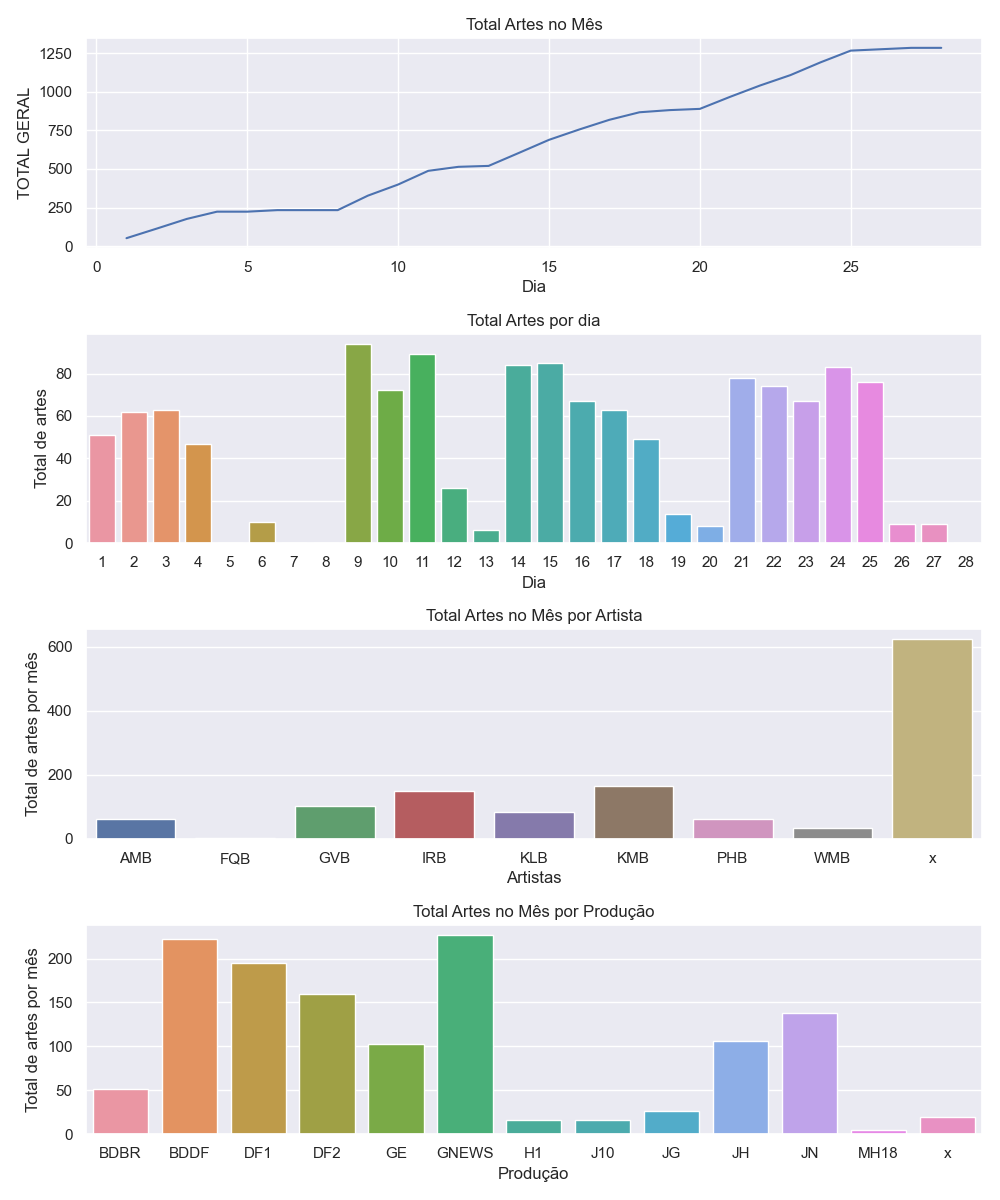 Total Artes no Mês
TOTAL GERAL
1250
1000
750
500
250
0
0 5 10 15 20 25
Dia
Total Artes por dia
Total de artes
80
60
40
20
0
1 2 3 4 5 6 7 8 9 10 11 12 13 14 15 16 17 18 19 20 21 22 23 24 25 26 27 28
Dia
Total Artes no Mês por Artista
Total de artes por mês
600
400
200
0
AMB FQB GVB IRB KLB KMB PHB WMB x
Artistas
Total Artes no Mês por Produção
Total de artes por mês
200
150
100
50
0
BDBR BDDF DF1 DF2 GE GNEWS H1 J10 JG JH JN MH18 x
Produção